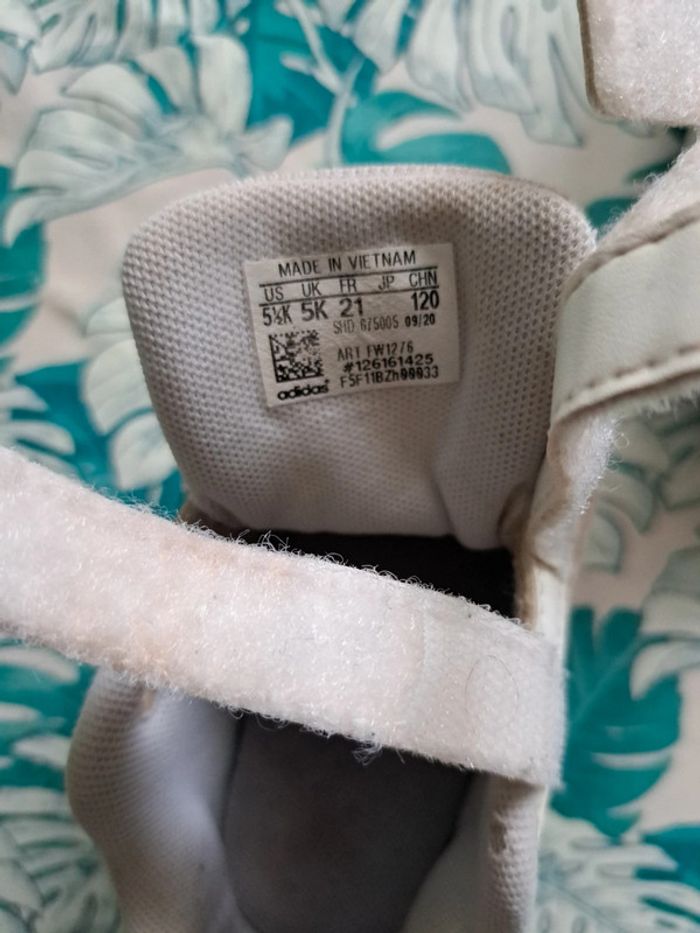 MADE IN VIETNAM
US UK FR JP CHN
5½K 5K 21 120
SHD 675005 09/20
ART FW1276
#126161425
adidas